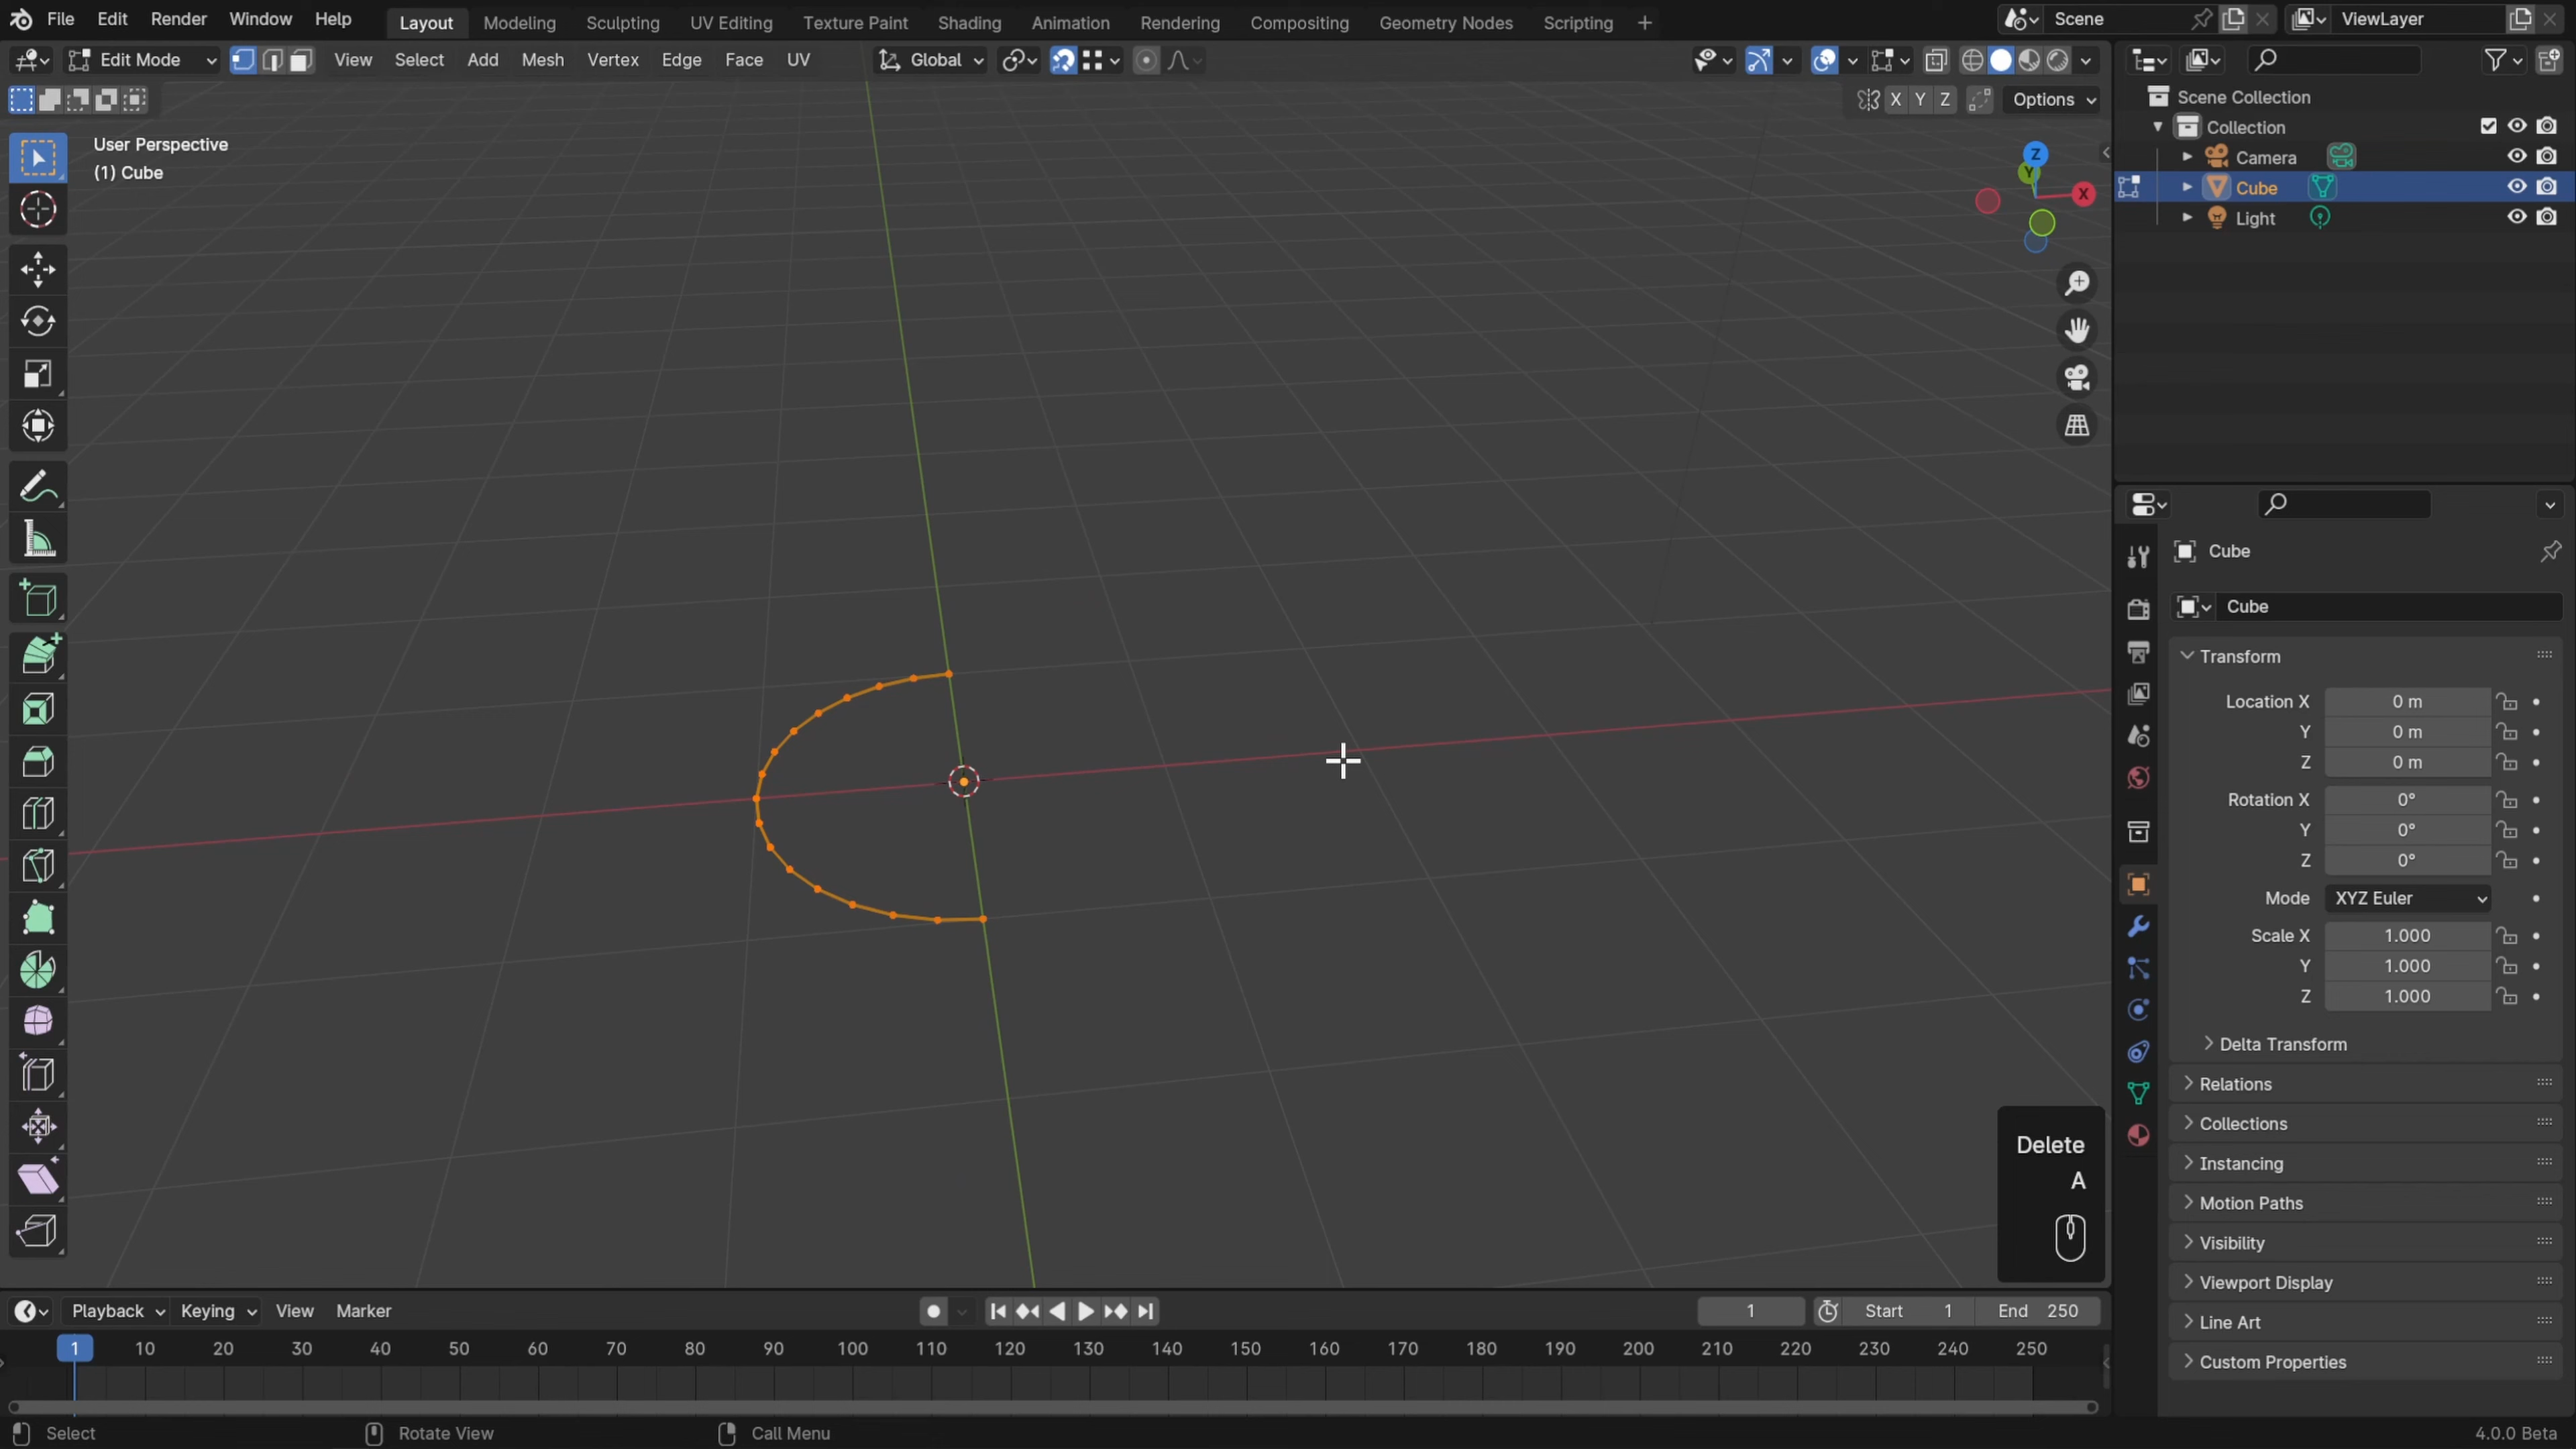 File Edit Render Window Help Layout Modeling Sculpting UV Editing Texture Paint Shading Animation Rendering Compositing Geometry Nodes Scripting + Scene ViewLayer
Edit Mode View Select Add Mesh Vertex Edge Face UV Global
X Y Z Options
User Perspective
(1) Cube
Z
Y
X
Scene Collection
Collection
Camera
Cube
Light
Cube
Cube
Transform
Location X 0 m
Y 0 m
Z 0 m
Rotation X 0°
Y 0°
Z 0°
Mode XYZ Euler
Scale X 1.000
Y 1.000
Z 1.000
Delta Transform
Relations
Collections
Instancing
Motion Paths
Visibility
Viewport Display
Line Art
Custom Properties
Delete
A
Playback Keying View Marker 1 Start 1 End 250
1 10 20 30 40 50 60 70 80 90 100 110 120 130 140 150 160 170 180 190 200 210 220 230 240 250
Select Rotate View Call Menu 4.0.0 Beta